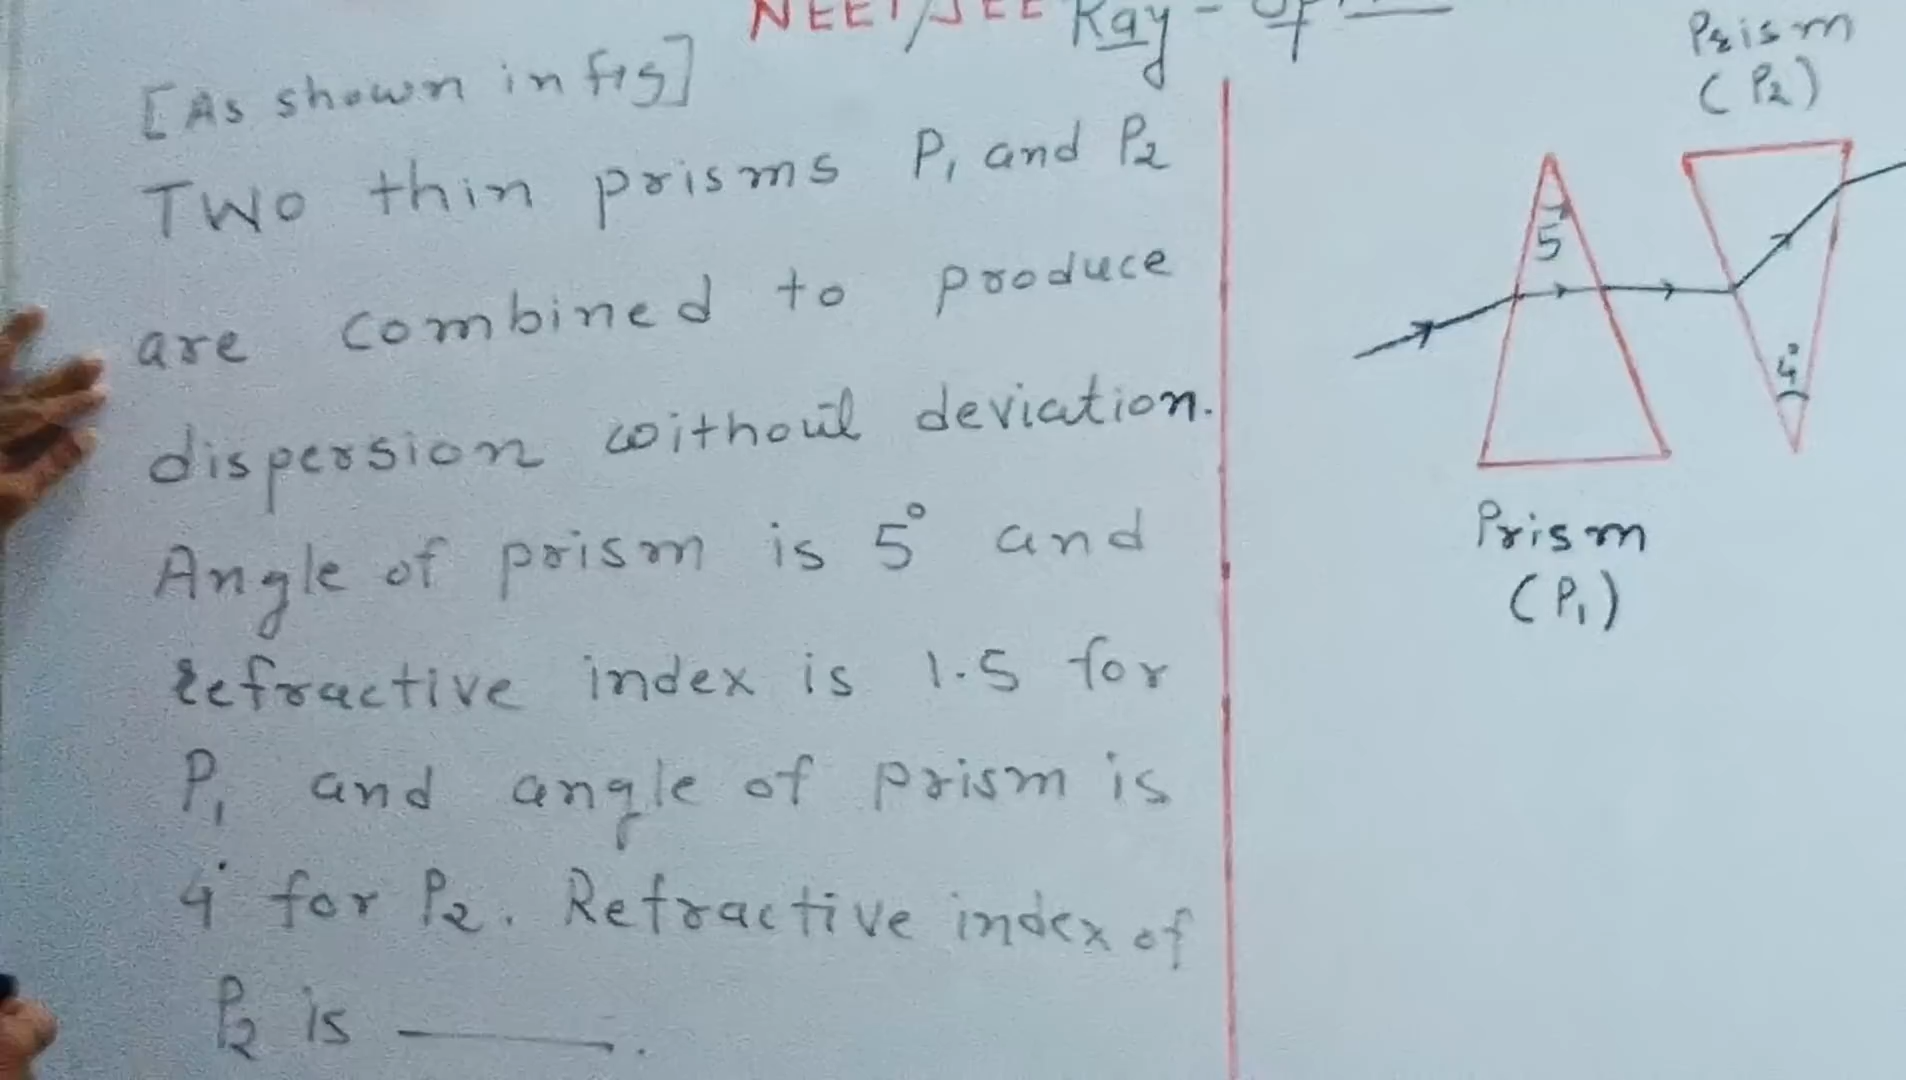 NEET/JEE Ray -
[As shown in fig]
Two thin prisms P₁ and P₂
are combined to produce
dispersion without deviation.
Angle of prism is 5° and
refractive index is 1.5 for
P₁ and angle of prism is
4° for P₂. Refractive index of
P₂ is ____.
Prism
(P₂)
5
4°
Prism
(P₁)